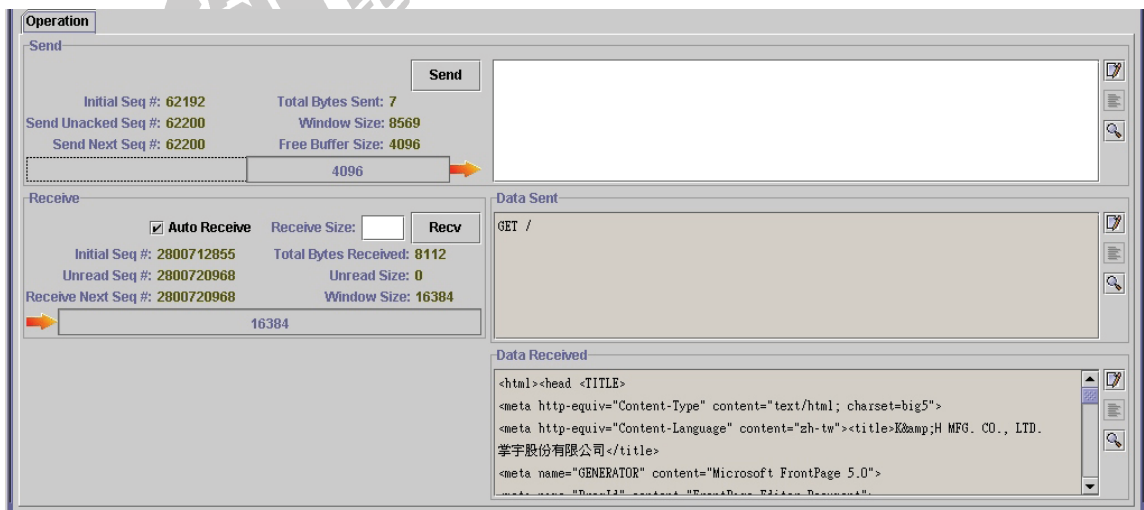 Operation
Send
Send
Initial Seq #: 62192 Total Bytes Sent: 7
Send Unacked Seq #: 62200 Window Size: 8569
Send Next Seq #: 62200 Free Buffer Size: 4096
4096
Receive
Auto Receive Receive Size: Recv
Initial Seq #: 2800712855 Total Bytes Received: 8112
Unread Seq #: 2800720968 Unread Size: 0
Receive Next Seq #: 2800720968 Window Size: 16384
16384
Data Sent
GET /
Data Received
<html><head <TITLE>
<meta http-equiv="Content-Type" content="text/html; charset=big5">
<meta http-equiv="Content-Language" content="zh-tw"><title>K&amp;H MFG. CO., LTD.
掌宇股份有限公司</title>
<meta name="GENERATOR" content="Microsoft FrontPage 5.0">